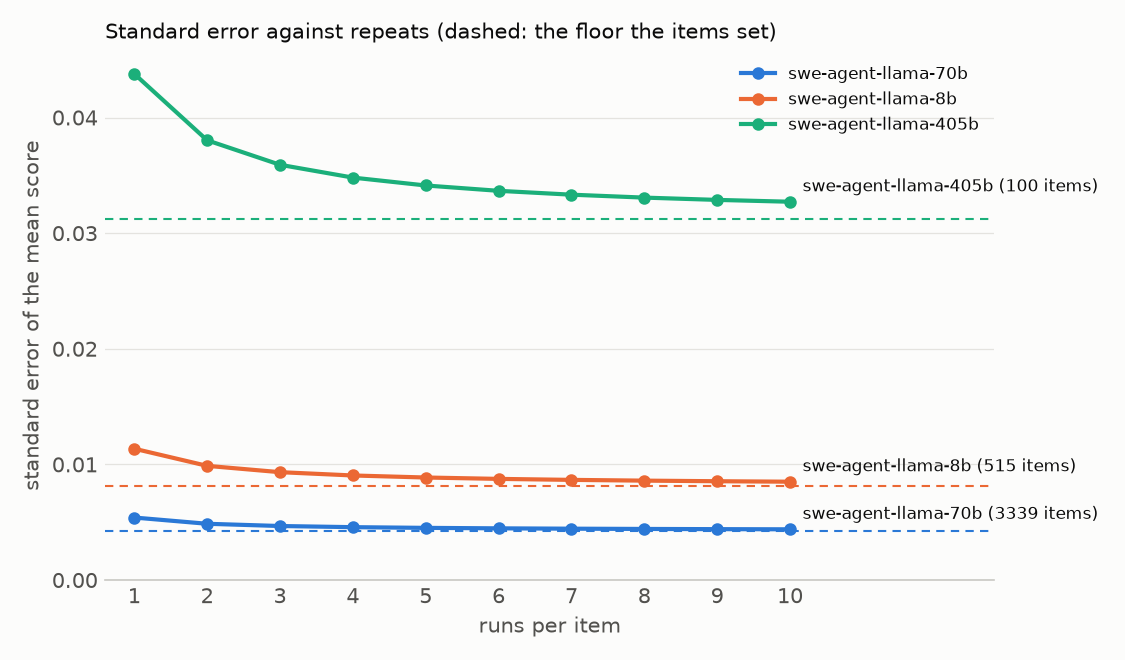 Standard error against repeats (dashed: the floor the items set)
swe-agent-llama-70b
swe-agent-llama-8b
swe-agent-llama-405b
swe-agent-llama-405b (100 items)
swe-agent-llama-8b (515 items)
swe-agent-llama-70b (3339 items)
standard error of the mean score
0.04
0.03
0.02
0.01
0.00
1 2 3 4 5 6 7 8 9 10
runs per item